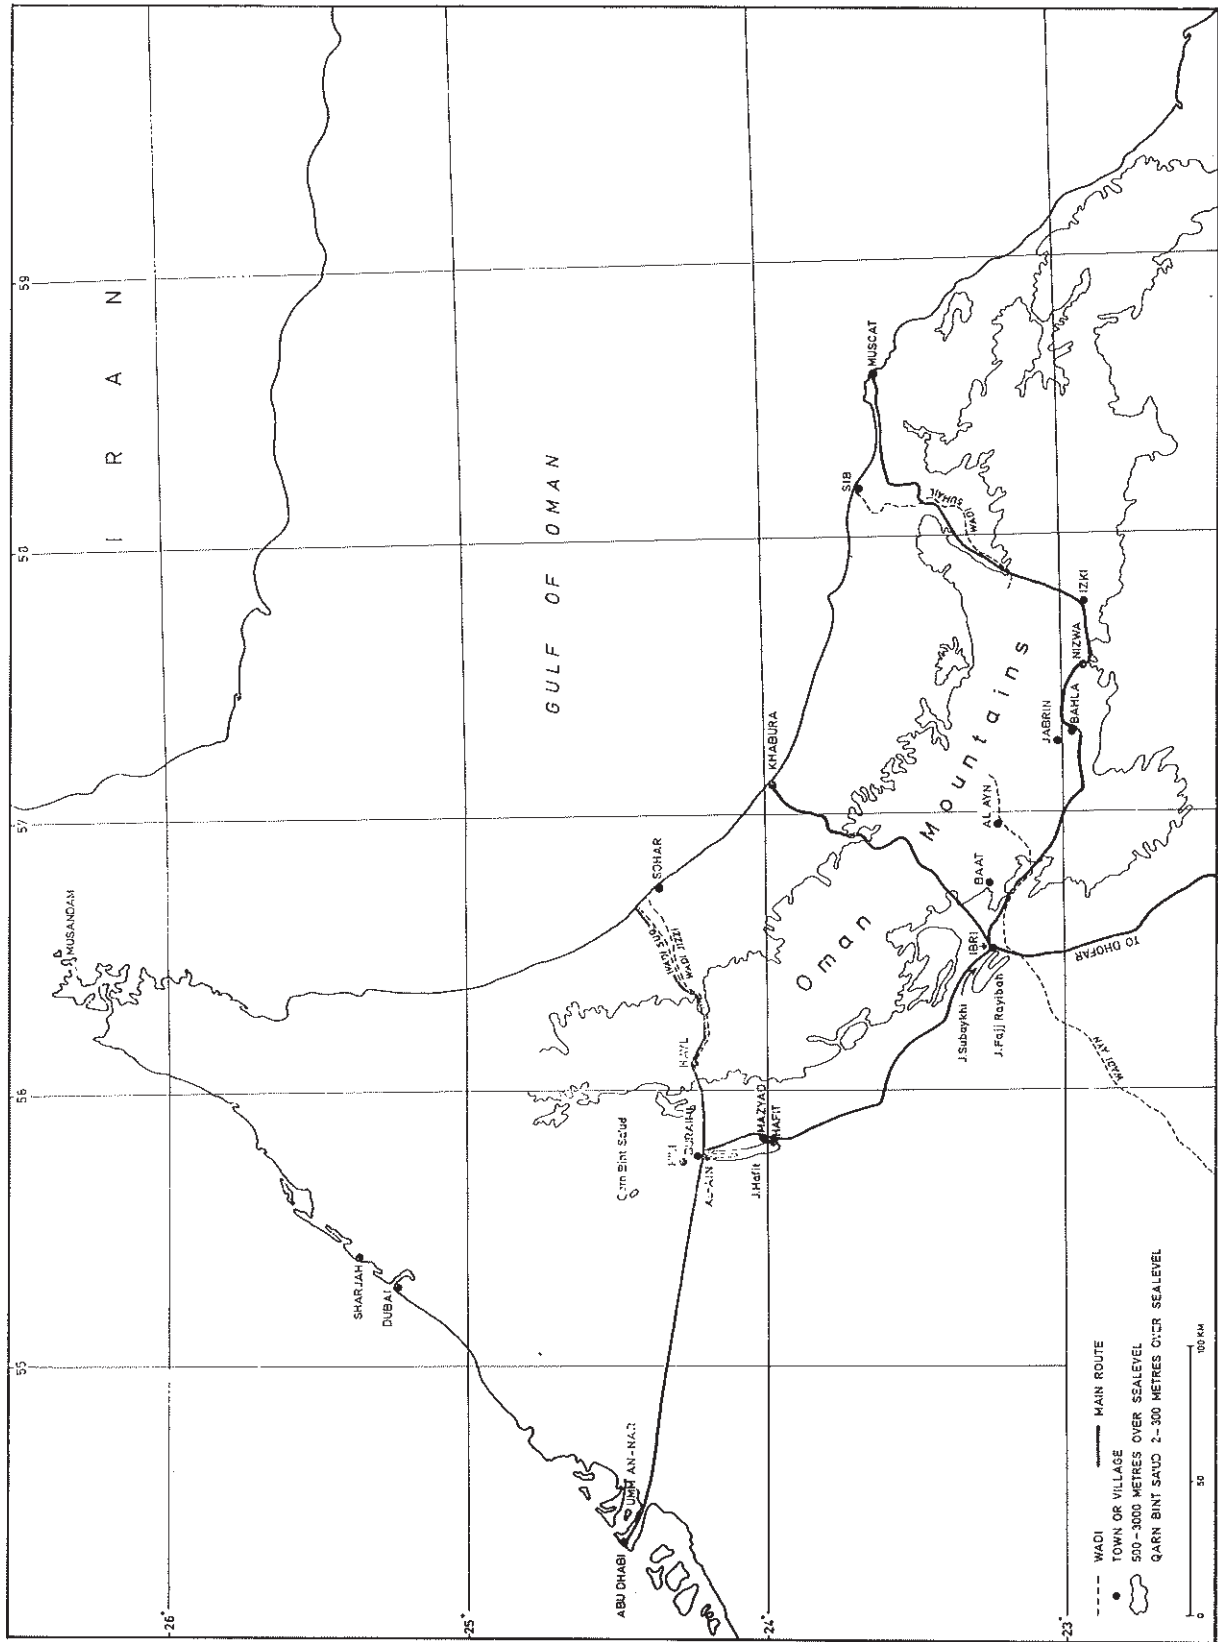 55
56
57
58
59
26°
25
24°
23°
I R A N
GULF OF OMAN
MUSANDAM
SHARJAH
DUBAI
ABU DHABI
UMM AN-NAR
Qarn Bint Sa'ud
BURAIMI
AL-AIN
HAYL
WADI JIZZI
SOHAR
J.Hafit
MAZYAD
HAFIT
KHABURA
SIB
MUSCAT
WADI
SUHAIL
Oman
Mountains
J.Subaykhi
IBRI
J.Fajj Rayibah
BAAT
AL AYN
JABRIN
BAHLA
NIZWA
IZKI
WADI AYN
TO DHOFAR
WADI
MAIN ROUTE
TOWN OR VILLAGE
500-3000 METRES OVER SEALEVEL
QARN BINT SA'UD 2-300 METRES OVER SEALEVEL
0
50
100 KM